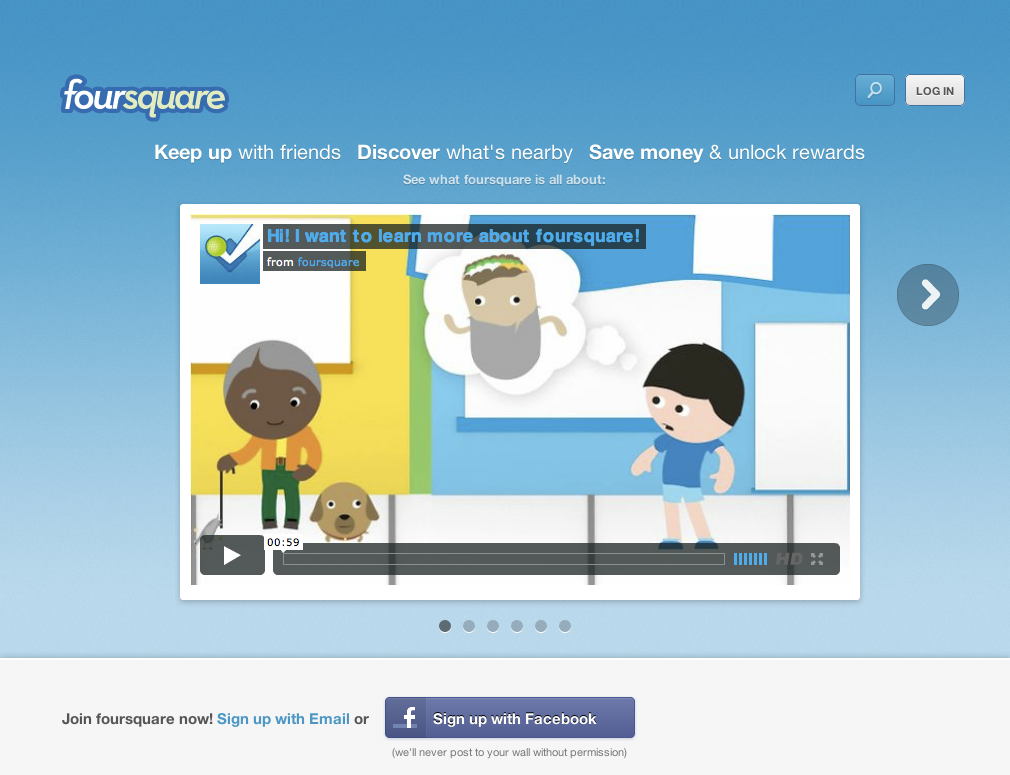 foursquare
LOG IN
Keep up with friends Discover what's nearby Save money & unlock rewards
See what foursquare is all about:
Hi! I want to learn more about foursquare!
from foursquare
00:59
HD
Join foursquare now! Sign up with Email or
f Sign up with Facebook
(we'll never post to your wall without permission)